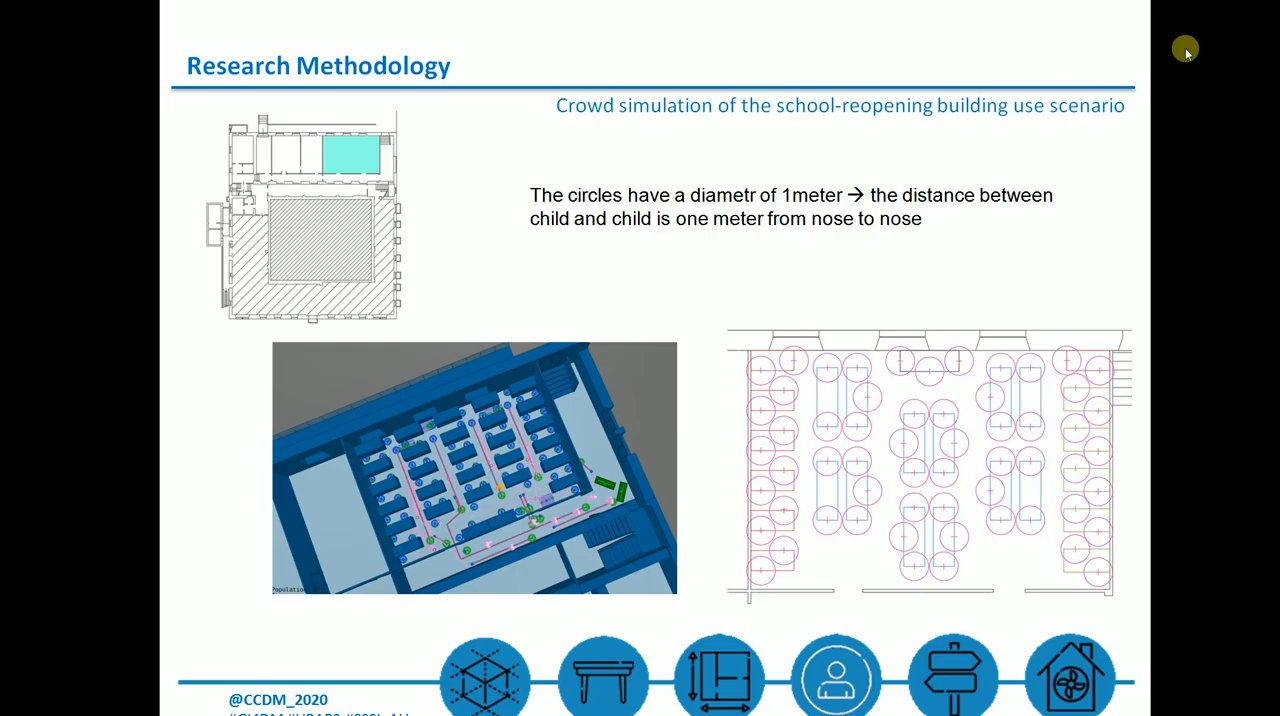 Research Methodology
Crowd simulation of the school-reopening building use scenario
The circles have a diametr of 1meter → the distance between
child and child is one meter from nose to nose
Population
@CCDM_2020